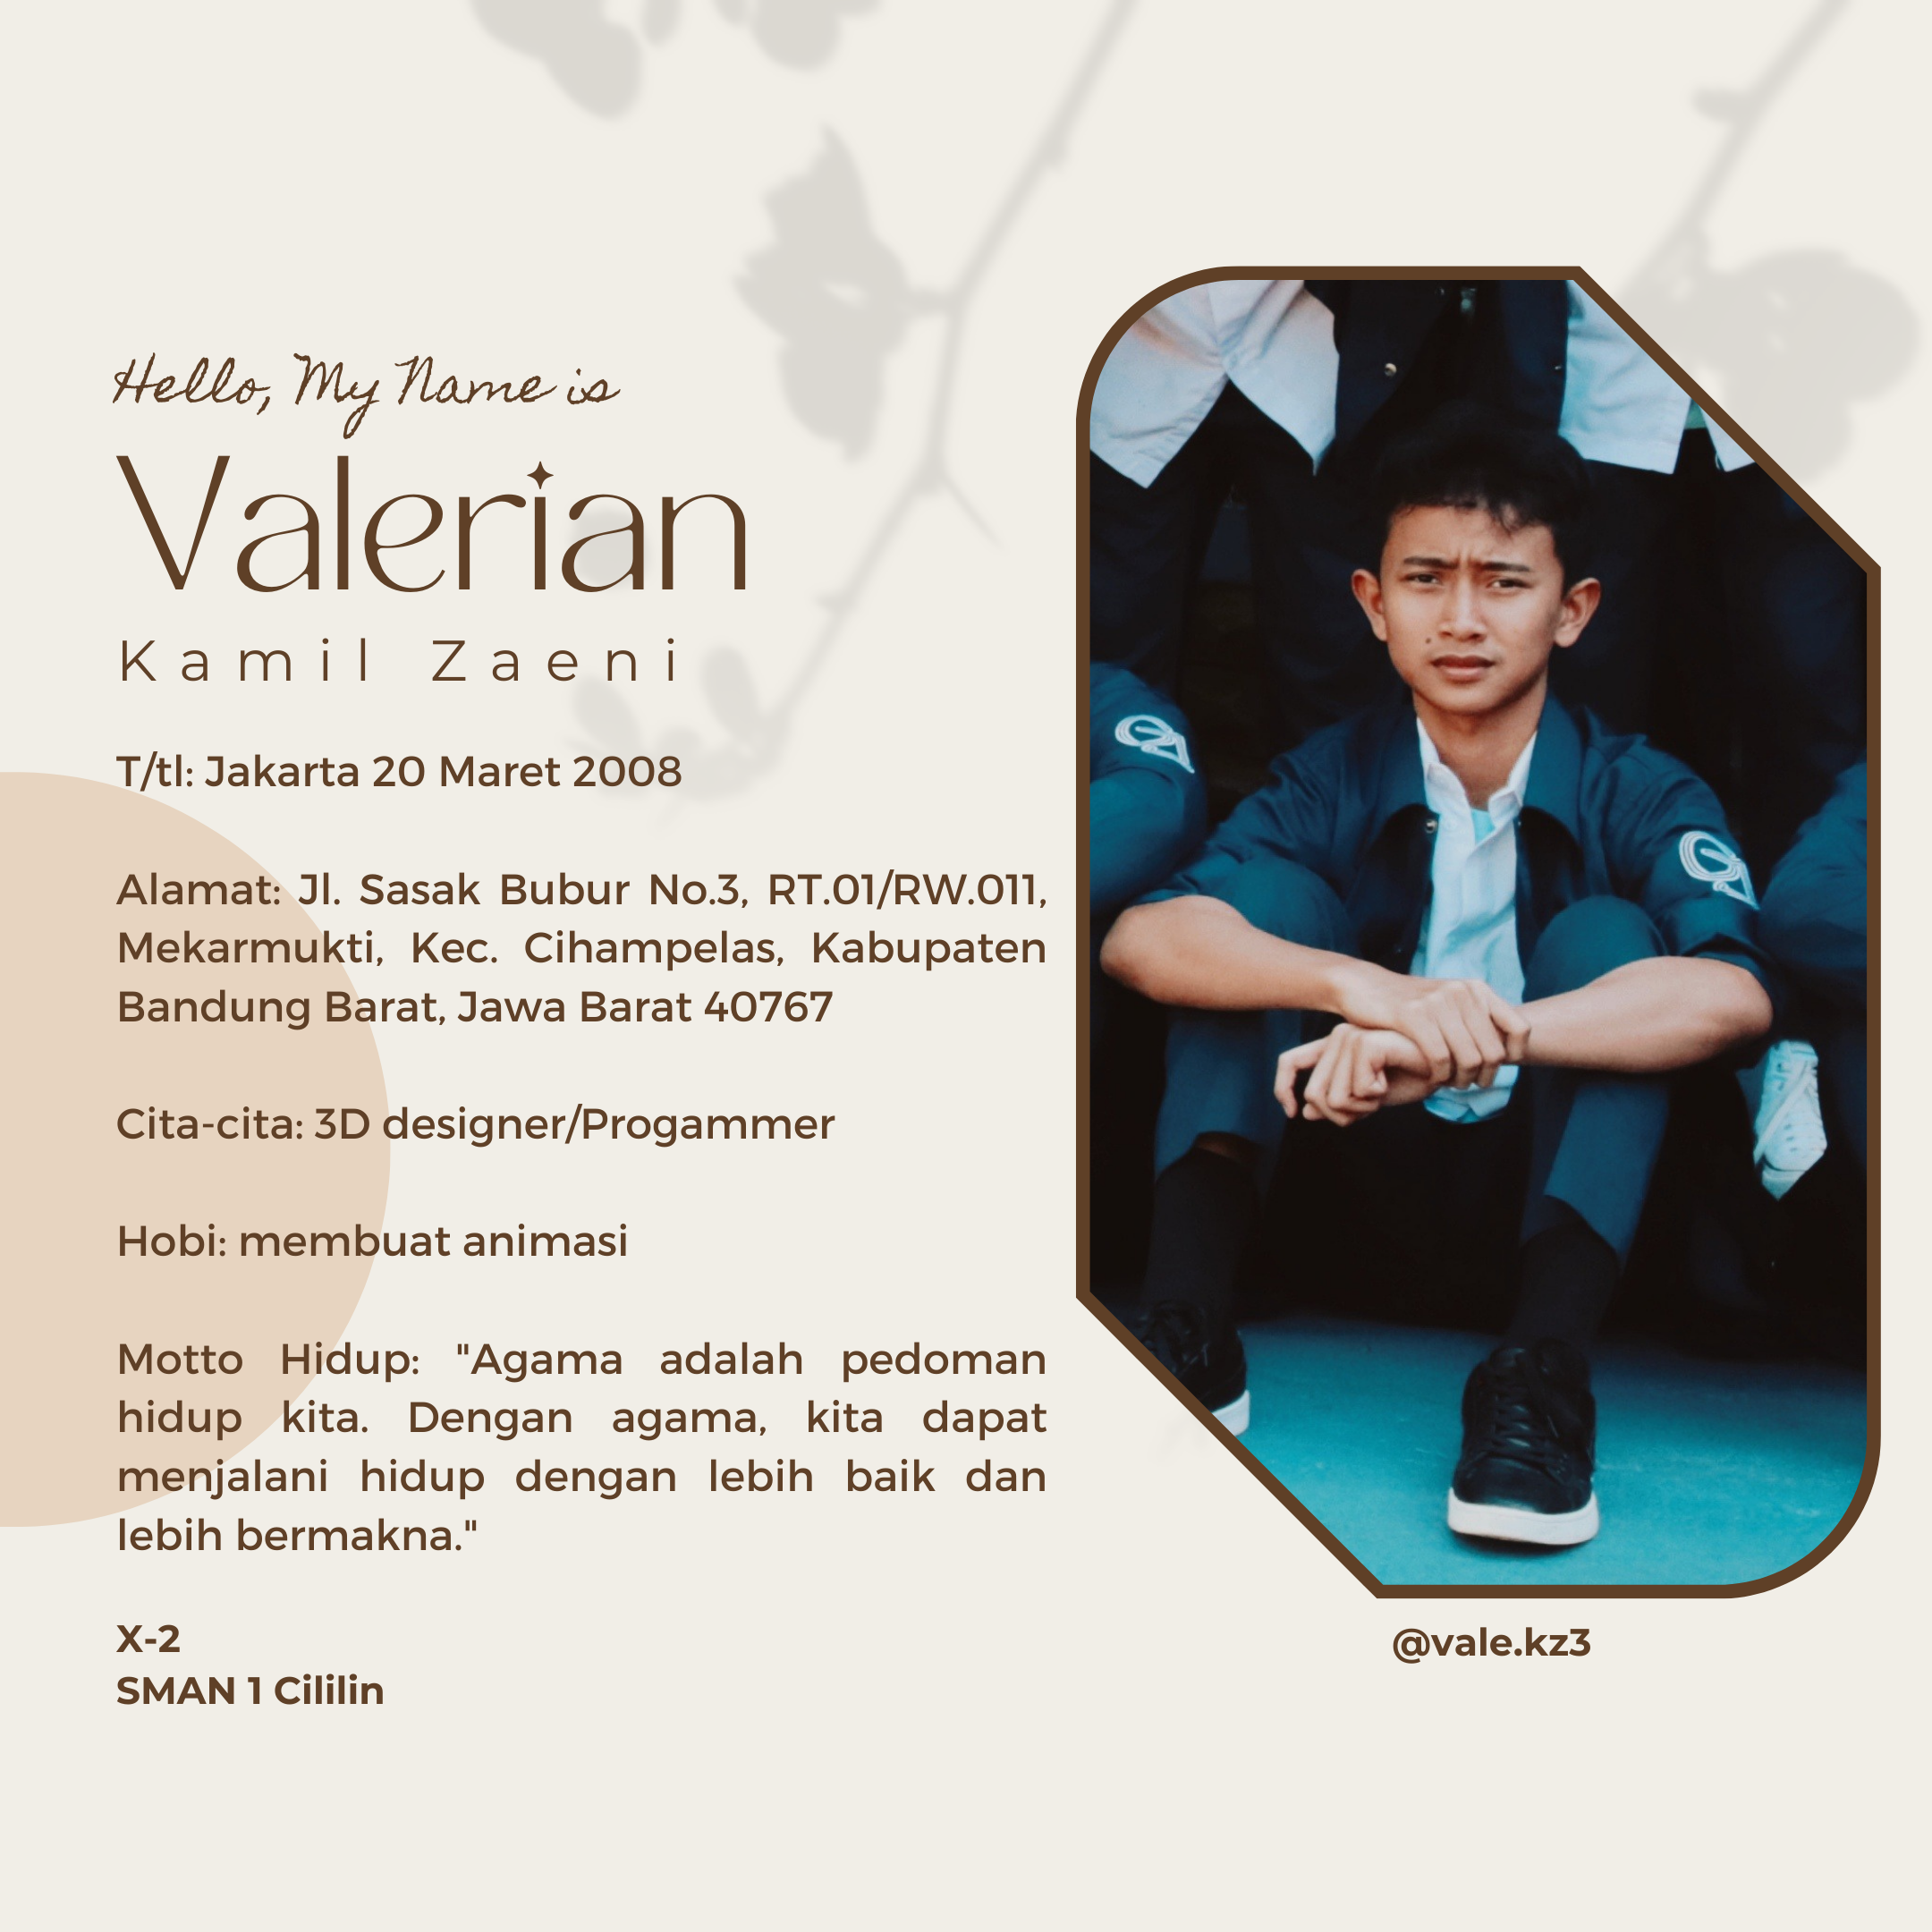 Hello, My Name is
Valerian
Kamil Zaeni
T/tl: Jakarta 20 Maret 2008
Alamat: Jl. Sasak Bubur No.3, RT.01/RW.011,
Mekarmukti, Kec. Cihampelas, Kabupaten
Bandung Barat, Jawa Barat 40767
Cita-cita: 3D designer/Progammer
Hobi: membuat animasi
Motto Hidup: "Agama adalah pedoman
hidup kita. Dengan agama, kita dapat
menjalani hidup dengan lebih baik dan
lebih bermakna."
X-2
SMAN 1 Cililin
@vale.kz3